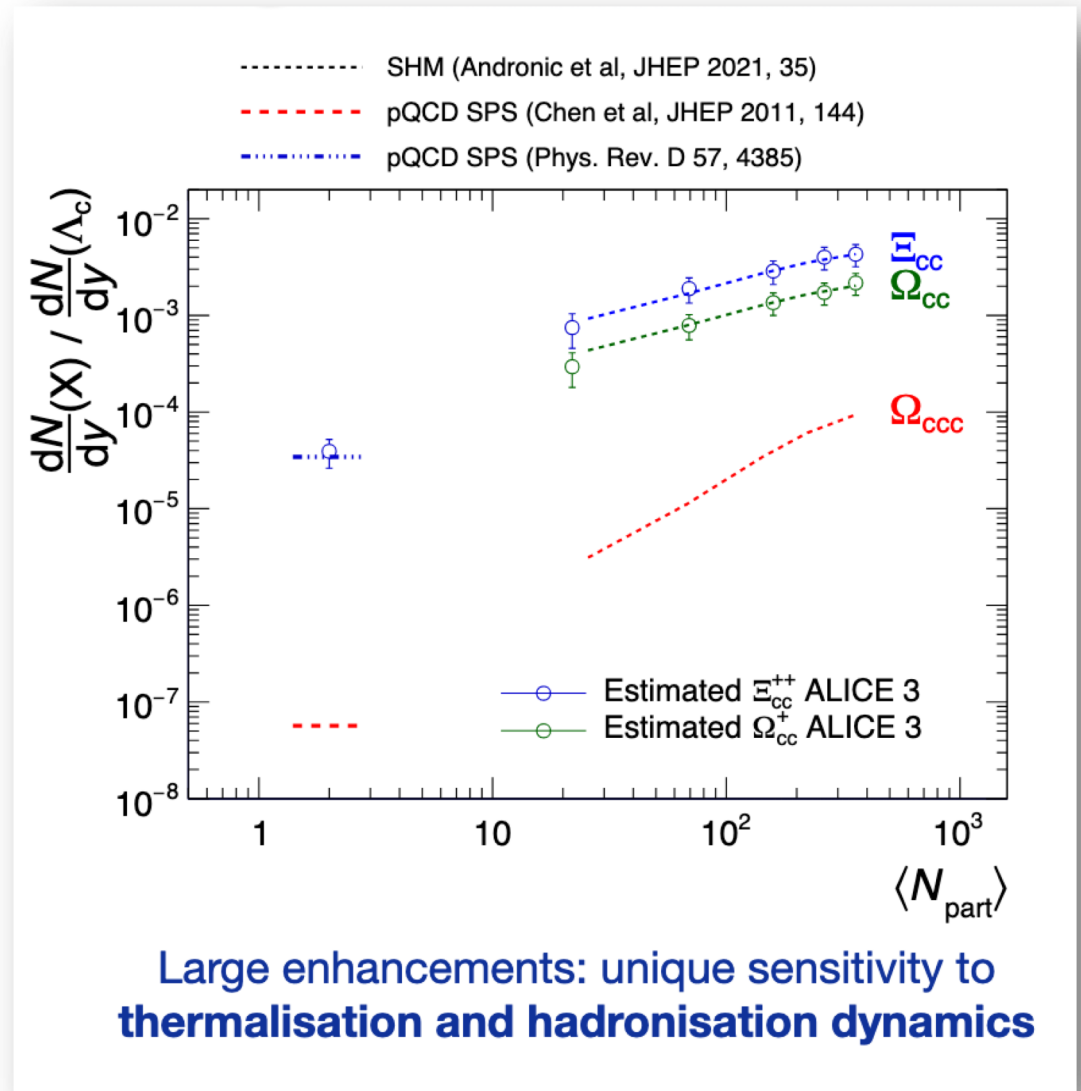 SHM (Andronic et al, JHEP 2021, 35)
pQCD SPS (Chen et al, JHEP 2011, 144)
pQCD SPS (Phys. Rev. D 57, 4385)
dN/dy(X) / dN/dy(Λc)
10⁻²
10⁻³
10⁻⁴
10⁻⁵
10⁻⁶
10⁻⁷
10⁻⁸
Ξcc
Ωcc
Ωccc
Estimated Ξcc⁺⁺ ALICE 3
Estimated Ωcc⁺ ALICE 3
1 10 10² 10³
⟨Npart⟩
Large enhancements: unique sensitivity to
thermalisation and hadronisation dynamics